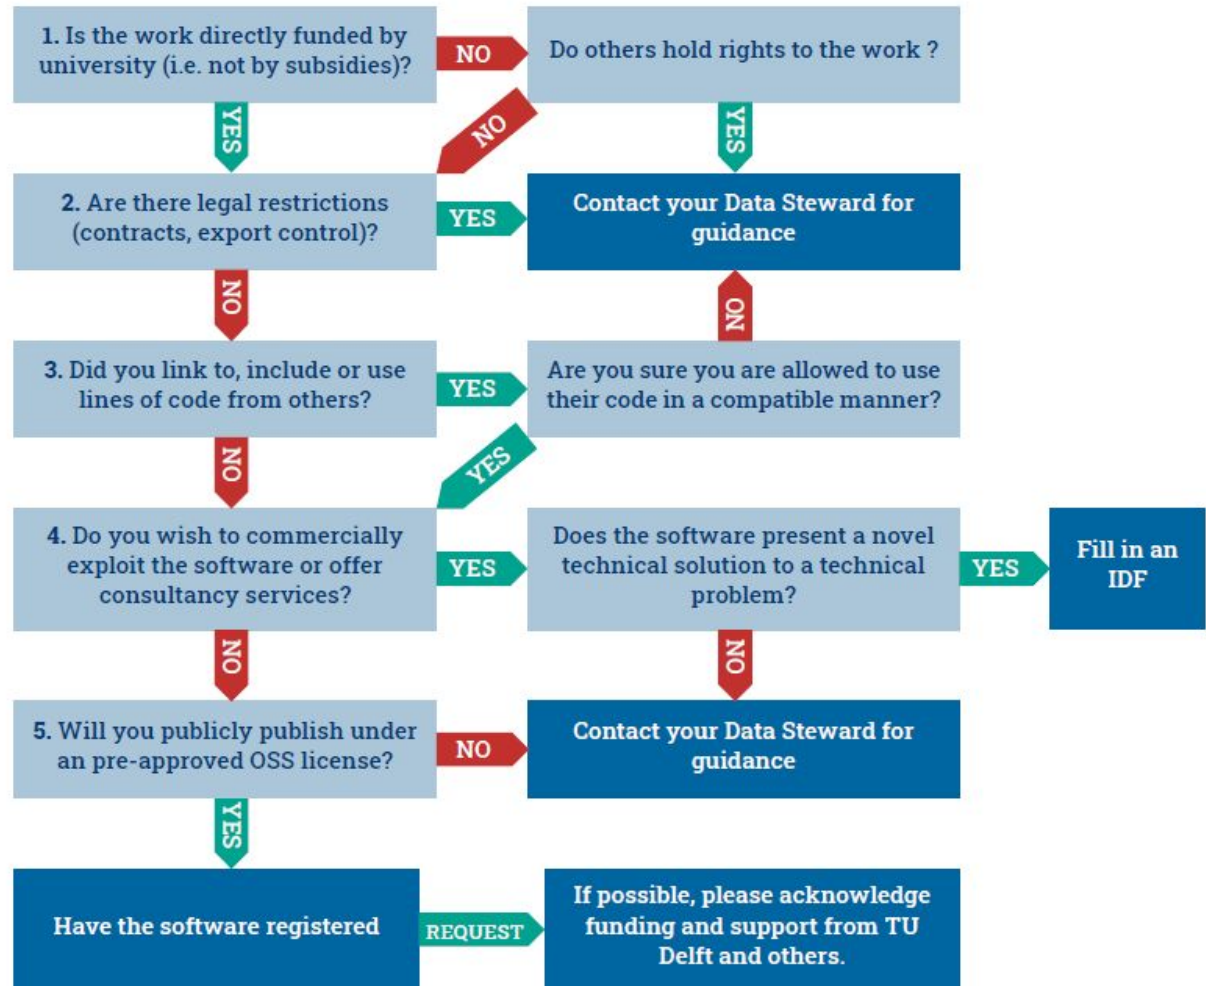 1. Is the work directly funded by
university (i.e. not by subsidies)?
NO
Do others hold rights to the work ?
YES
NO
YES
2. Are there legal restrictions
(contracts, export control)?
YES
Contact your Data Steward for
guidance
NO
NO
3. Did you link to, include or use
lines of code from others?
YES
Are you sure you are allowed to use
their code in a compatible manner?
NO
YES
4. Do you wish to commercially
exploit the software or offer
consultancy services?
YES
Does the software present a novel
technical solution to a technical
problem?
YES
Fill in an
IDF
NO
NO
5. Will you publicly publish under
an pre-approved OSS license?
NO
Contact your Data Steward for
guidance
YES
Have the software registered
REQUEST
If possible, please acknowledge
funding and support from TU
Delft and others.